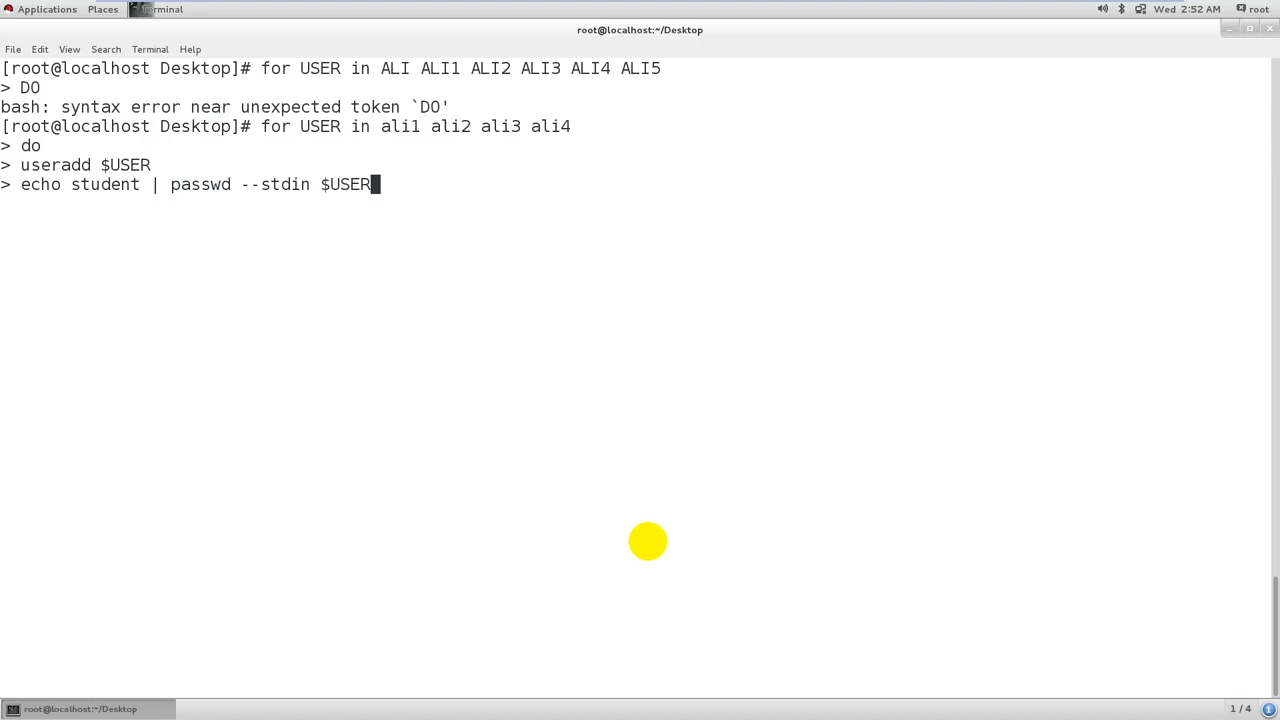 Applications Places Terminal Wed 2:52 AM root
root@localhost:~/Desktop
File Edit View Search Terminal Help
[root@localhost Desktop]# for USER in ALI ALI1 ALI2 ALI3 ALI4 ALI5
> DO
bash: syntax error near unexpected token `DO'
[root@localhost Desktop]# for USER in ali1 ali2 ali3 ali4
> do
> useradd $USER
> echo student | passwd --stdin $USER
root@localhost:~/Desktop 1 / 4